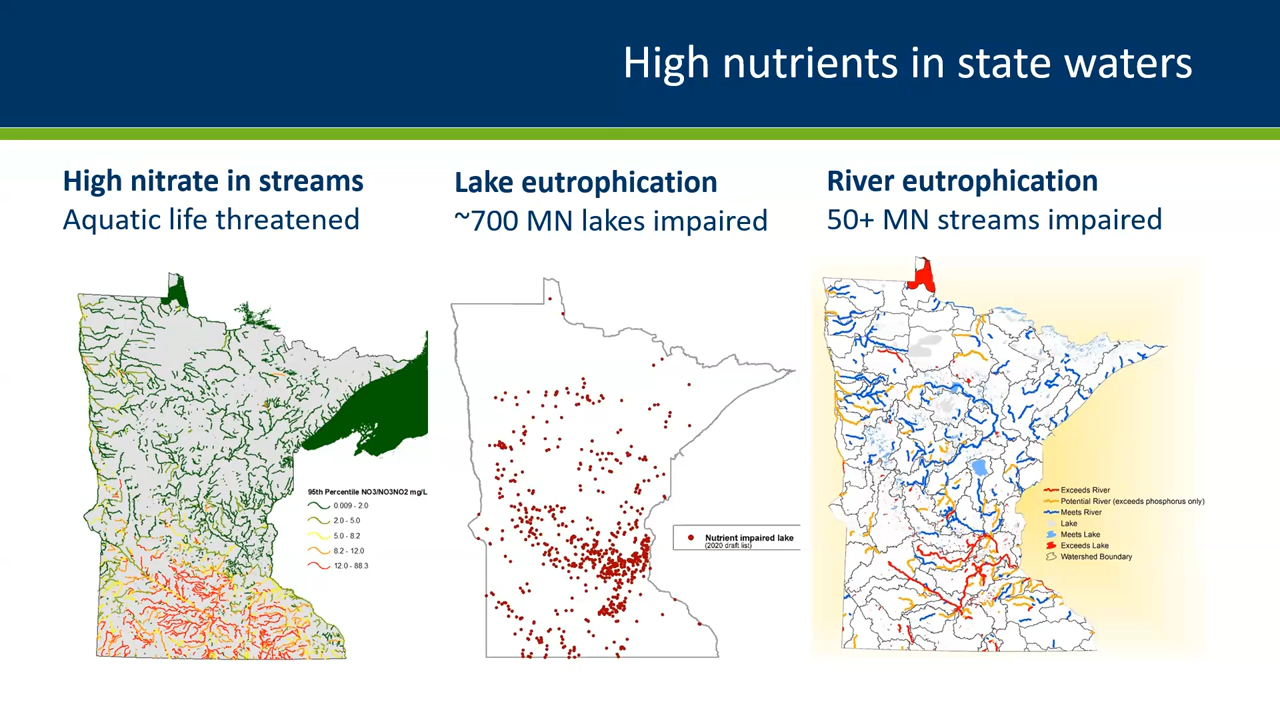 High nutrients in state waters
High nitrate in streams
Aquatic life threatened
Lake eutrophication
~700 MN lakes impaired
River eutrophication
50+ MN streams impaired
95th Percentile NO3/NO3NO2 mg/L
0.009 - 2.0
2.0 - 5.0
5.0 - 8.2
8.2 - 12.0
12.0 - 88.3
Nutrient impaired lake
(2020 draft list)
Exceeds River
Potential River (exceeds phosphorus only)
Meets River
Lake
Meets Lake
Exceeds Lake
Watershed Boundary